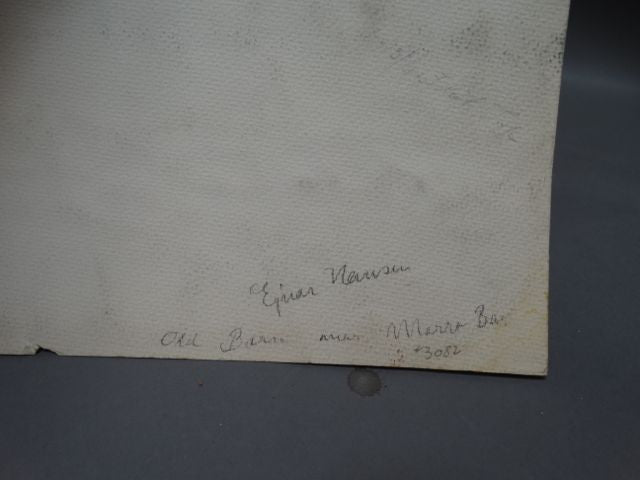 Ejnar Hansen
Old Barn near Morro Bay
#3082